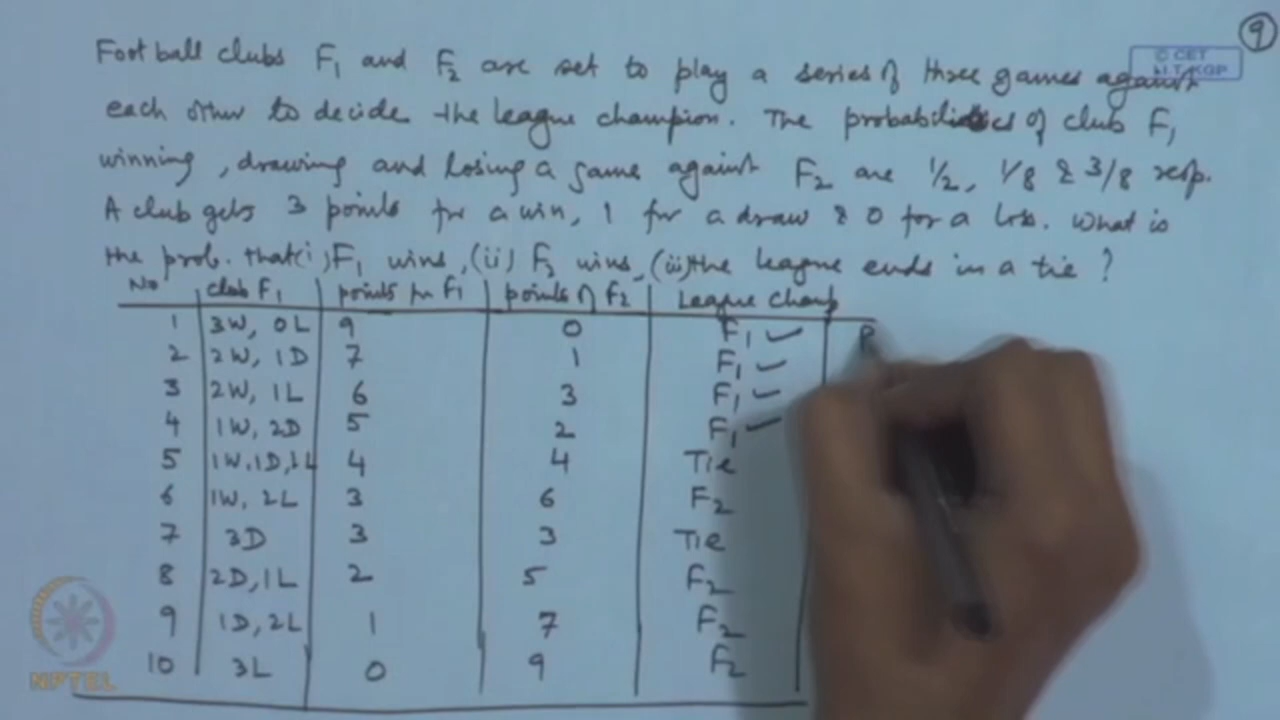 9
© CET
I.I.T. KGP
Football clubs F₁ and F₂ are set to play a series of three games against
each other to decide the league champion. The probabilities of club F₁
winning, drawing and losing a game against F₂ are 1/2, 1/8 & 3/8 resp.
A club gets 3 points for a win, 1 for a draw & 0 for a loss. What is
the prob. that (i) F₁ wins, (ii) F₂ wins, (iii) the league ends in a tie?
No club F₁ points for F₁ points of F₂ League Champ
1 3W, 0L 9 0 F₁ ✓ P
2 2W, 1D 7 1 F₁ ✓
3 2W, 1L 6 3 F₁ ✓
4 1W, 2D 5 2 F₁ ✓
5 1W, 1D, 1L 4 4 Tie
6 1W, 2L 3 6 F₂
7 3D 3 3 Tie
8 2D, 1L 2 5 F₂
9 1D, 2L 1 7 F₂
10 3L 0 9 F₂
NPTEL